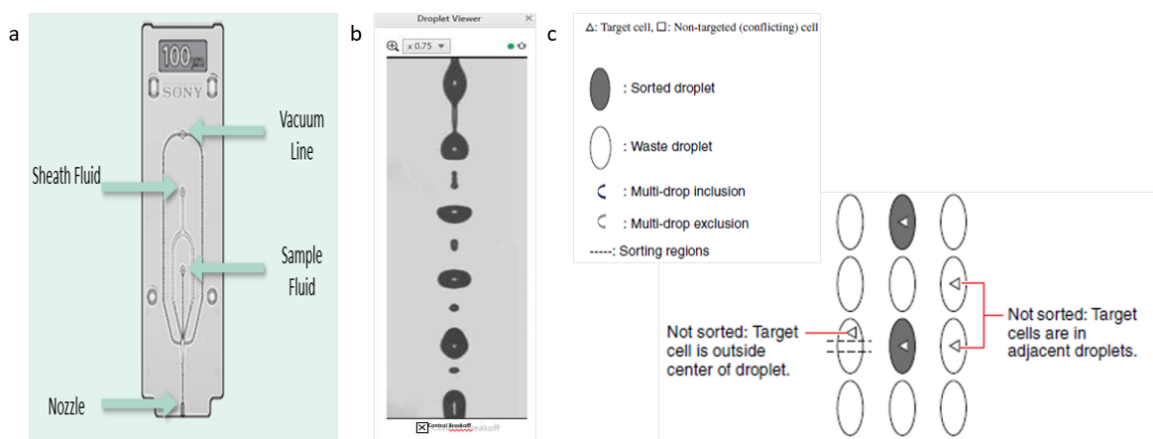 a
100 μm
SONY
Vacuum
Line
Sheath Fluid
Sample
Fluid
Nozzle
b
Droplet Viewer
x 0.75
Control Breakoff
c
△: Target cell, □: Non-targeted (conflicting) cell
: Sorted droplet
: Waste droplet
: Multi-drop inclusion
: Multi-drop exclusion
-----: Sorting regions
Not sorted: Target
cell is outside
center of droplet.
Not sorted: Target
cells are in
adjacent droplets.